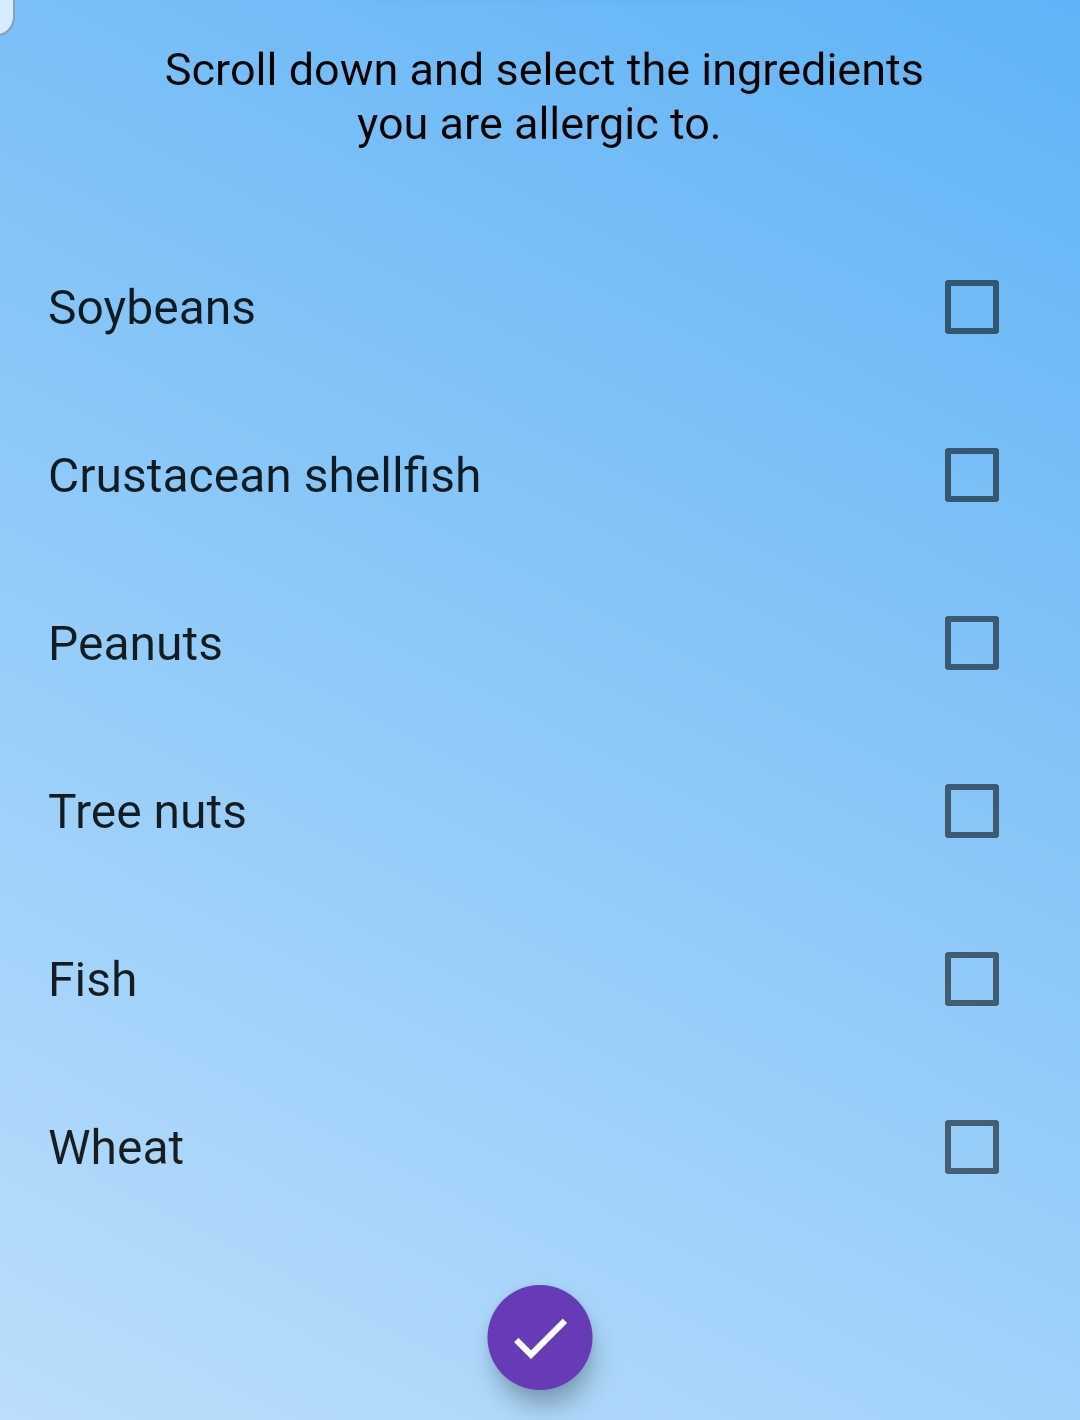 Scroll down and select the ingredients
you are allergic to.
Soybeans
Crustacean shellfish
Peanuts
Tree nuts
Fish
Wheat